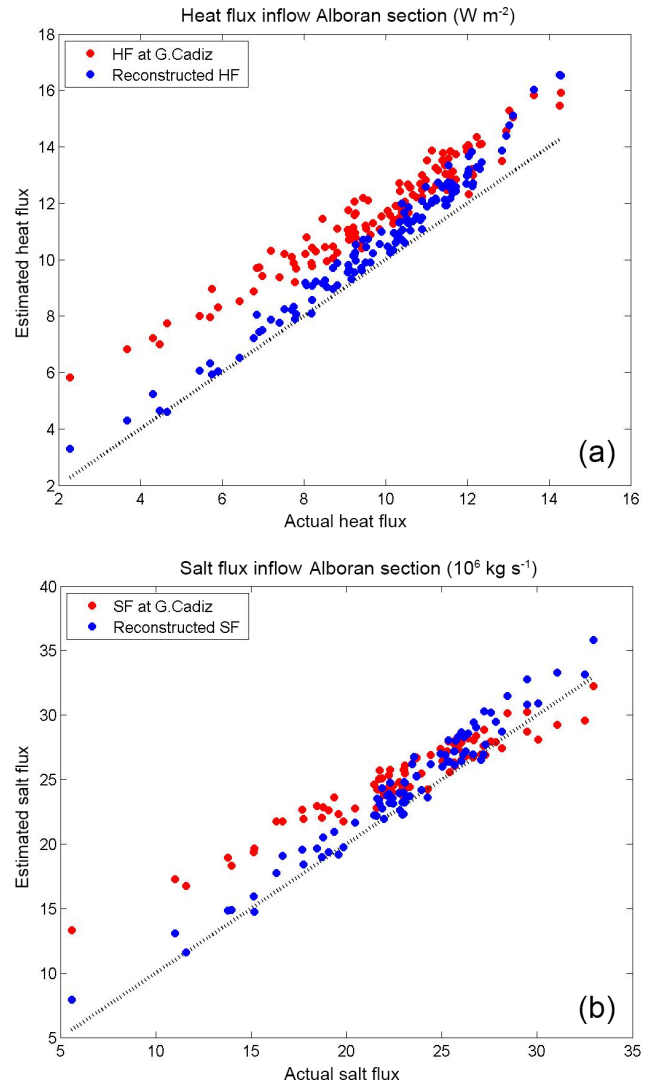 Heat flux inflow Alboran section (W m⁻²)
HF at G.Cadiz
Reconstructed HF
Estimated heat flux
18
16
14
12
10
8
6
4
2
(a)
2 4 6 8 10 12 14 16
Actual heat flux
Salt flux inflow Alboran section (10⁶ kg s⁻¹)
SF at G.Cadiz
Reconstructed SF
Estimated salt flux
40
35
30
25
20
15
10
5
(b)
5 10 15 20 25 30 35
Actual salt flux